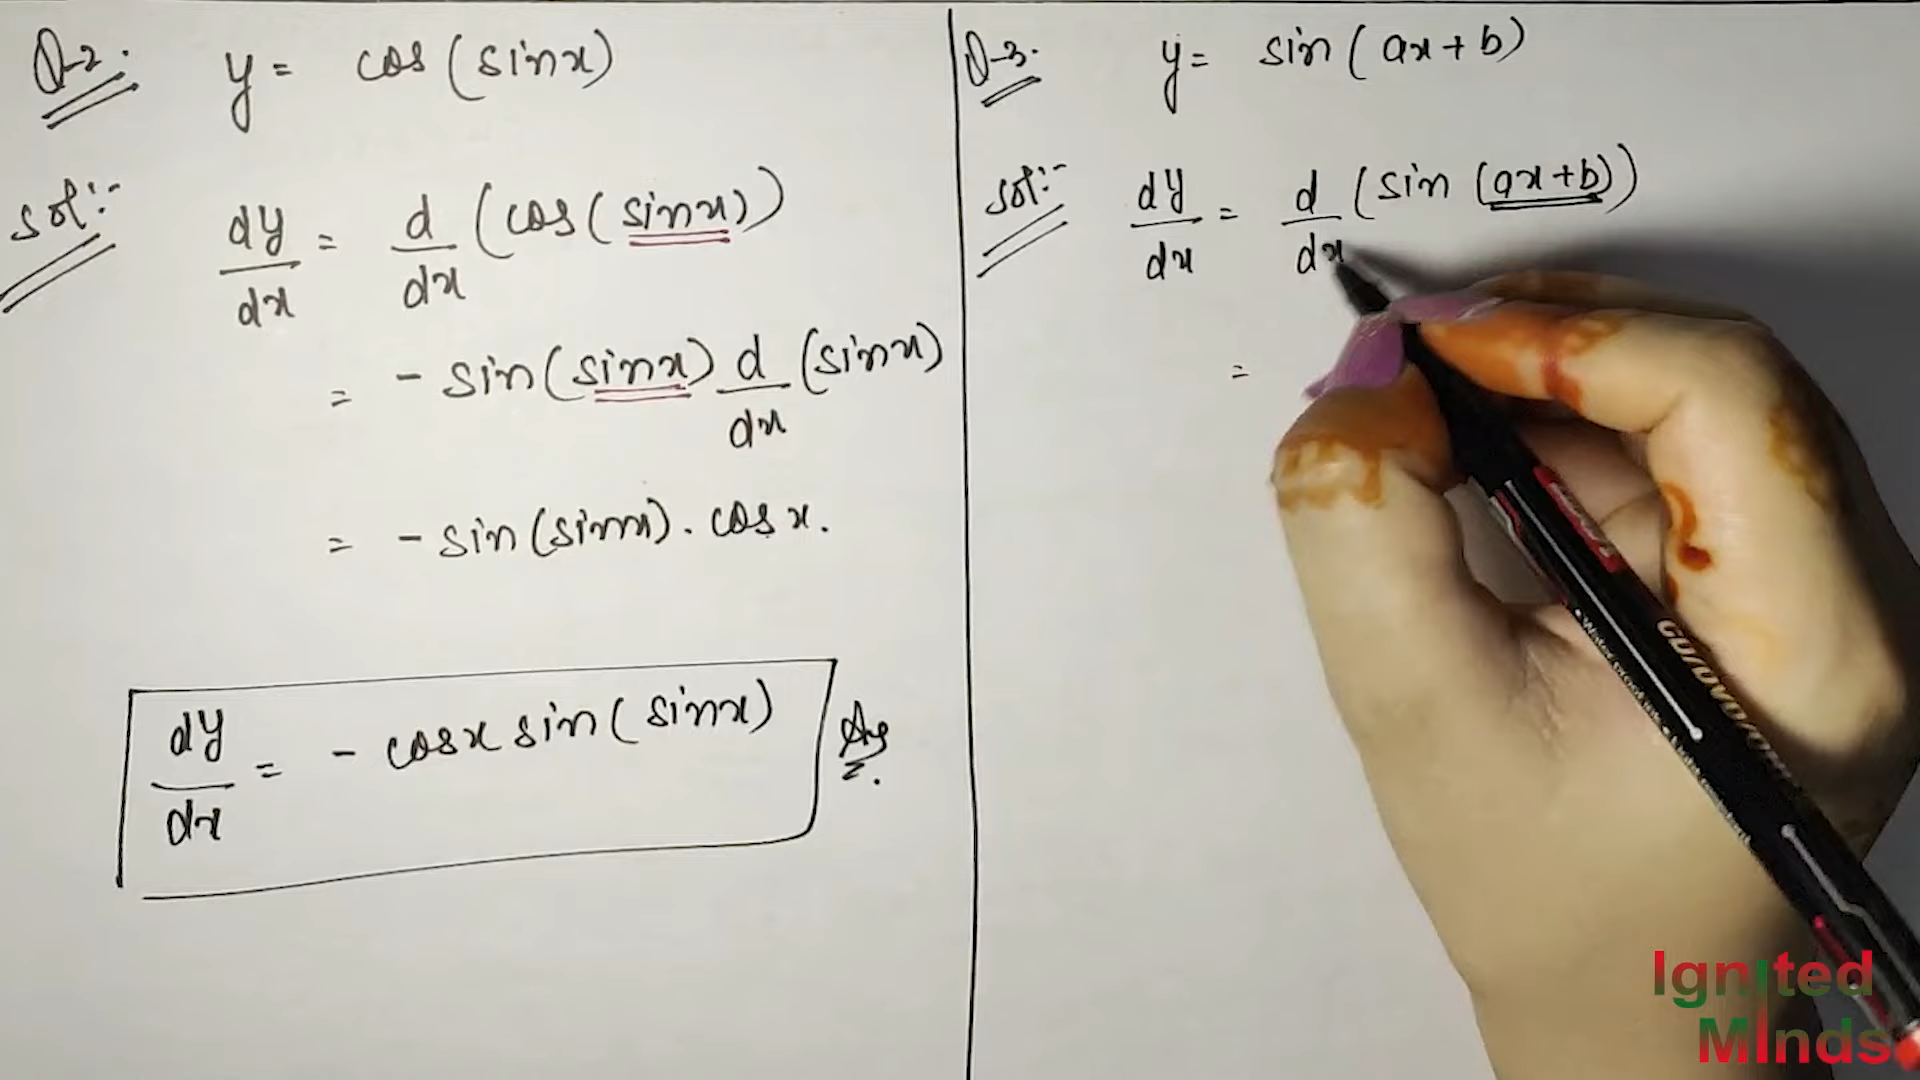 Q-2. y = cos(sinx)
Sol:- dy/dx = d/dx (cos(sinx))
= - sin(sinx) d/dx (sinx)
= - sin(sinx). cosx.
dy/dx = - cosx sin(sinx) Ans.
Q-3. y = sin(ax+b)
Sol:- dy/dx = d/dx (sin(ax+b))
=
Ignited
Minds